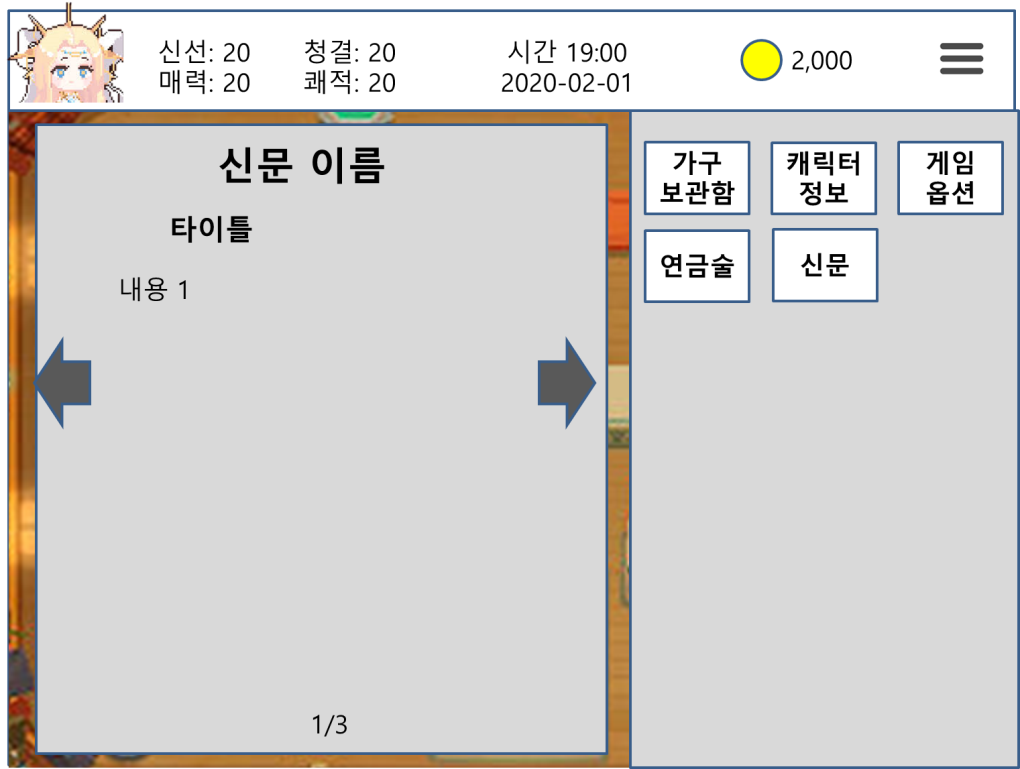 신선: 20 청결: 20 시간 19:00
매력: 20 쾌적: 20 2020-02-01
2,000
신문 이름
타이틀
내용 1
1/3
가구
보관함
캐릭터
정보
게임
옵션
연금술
신문